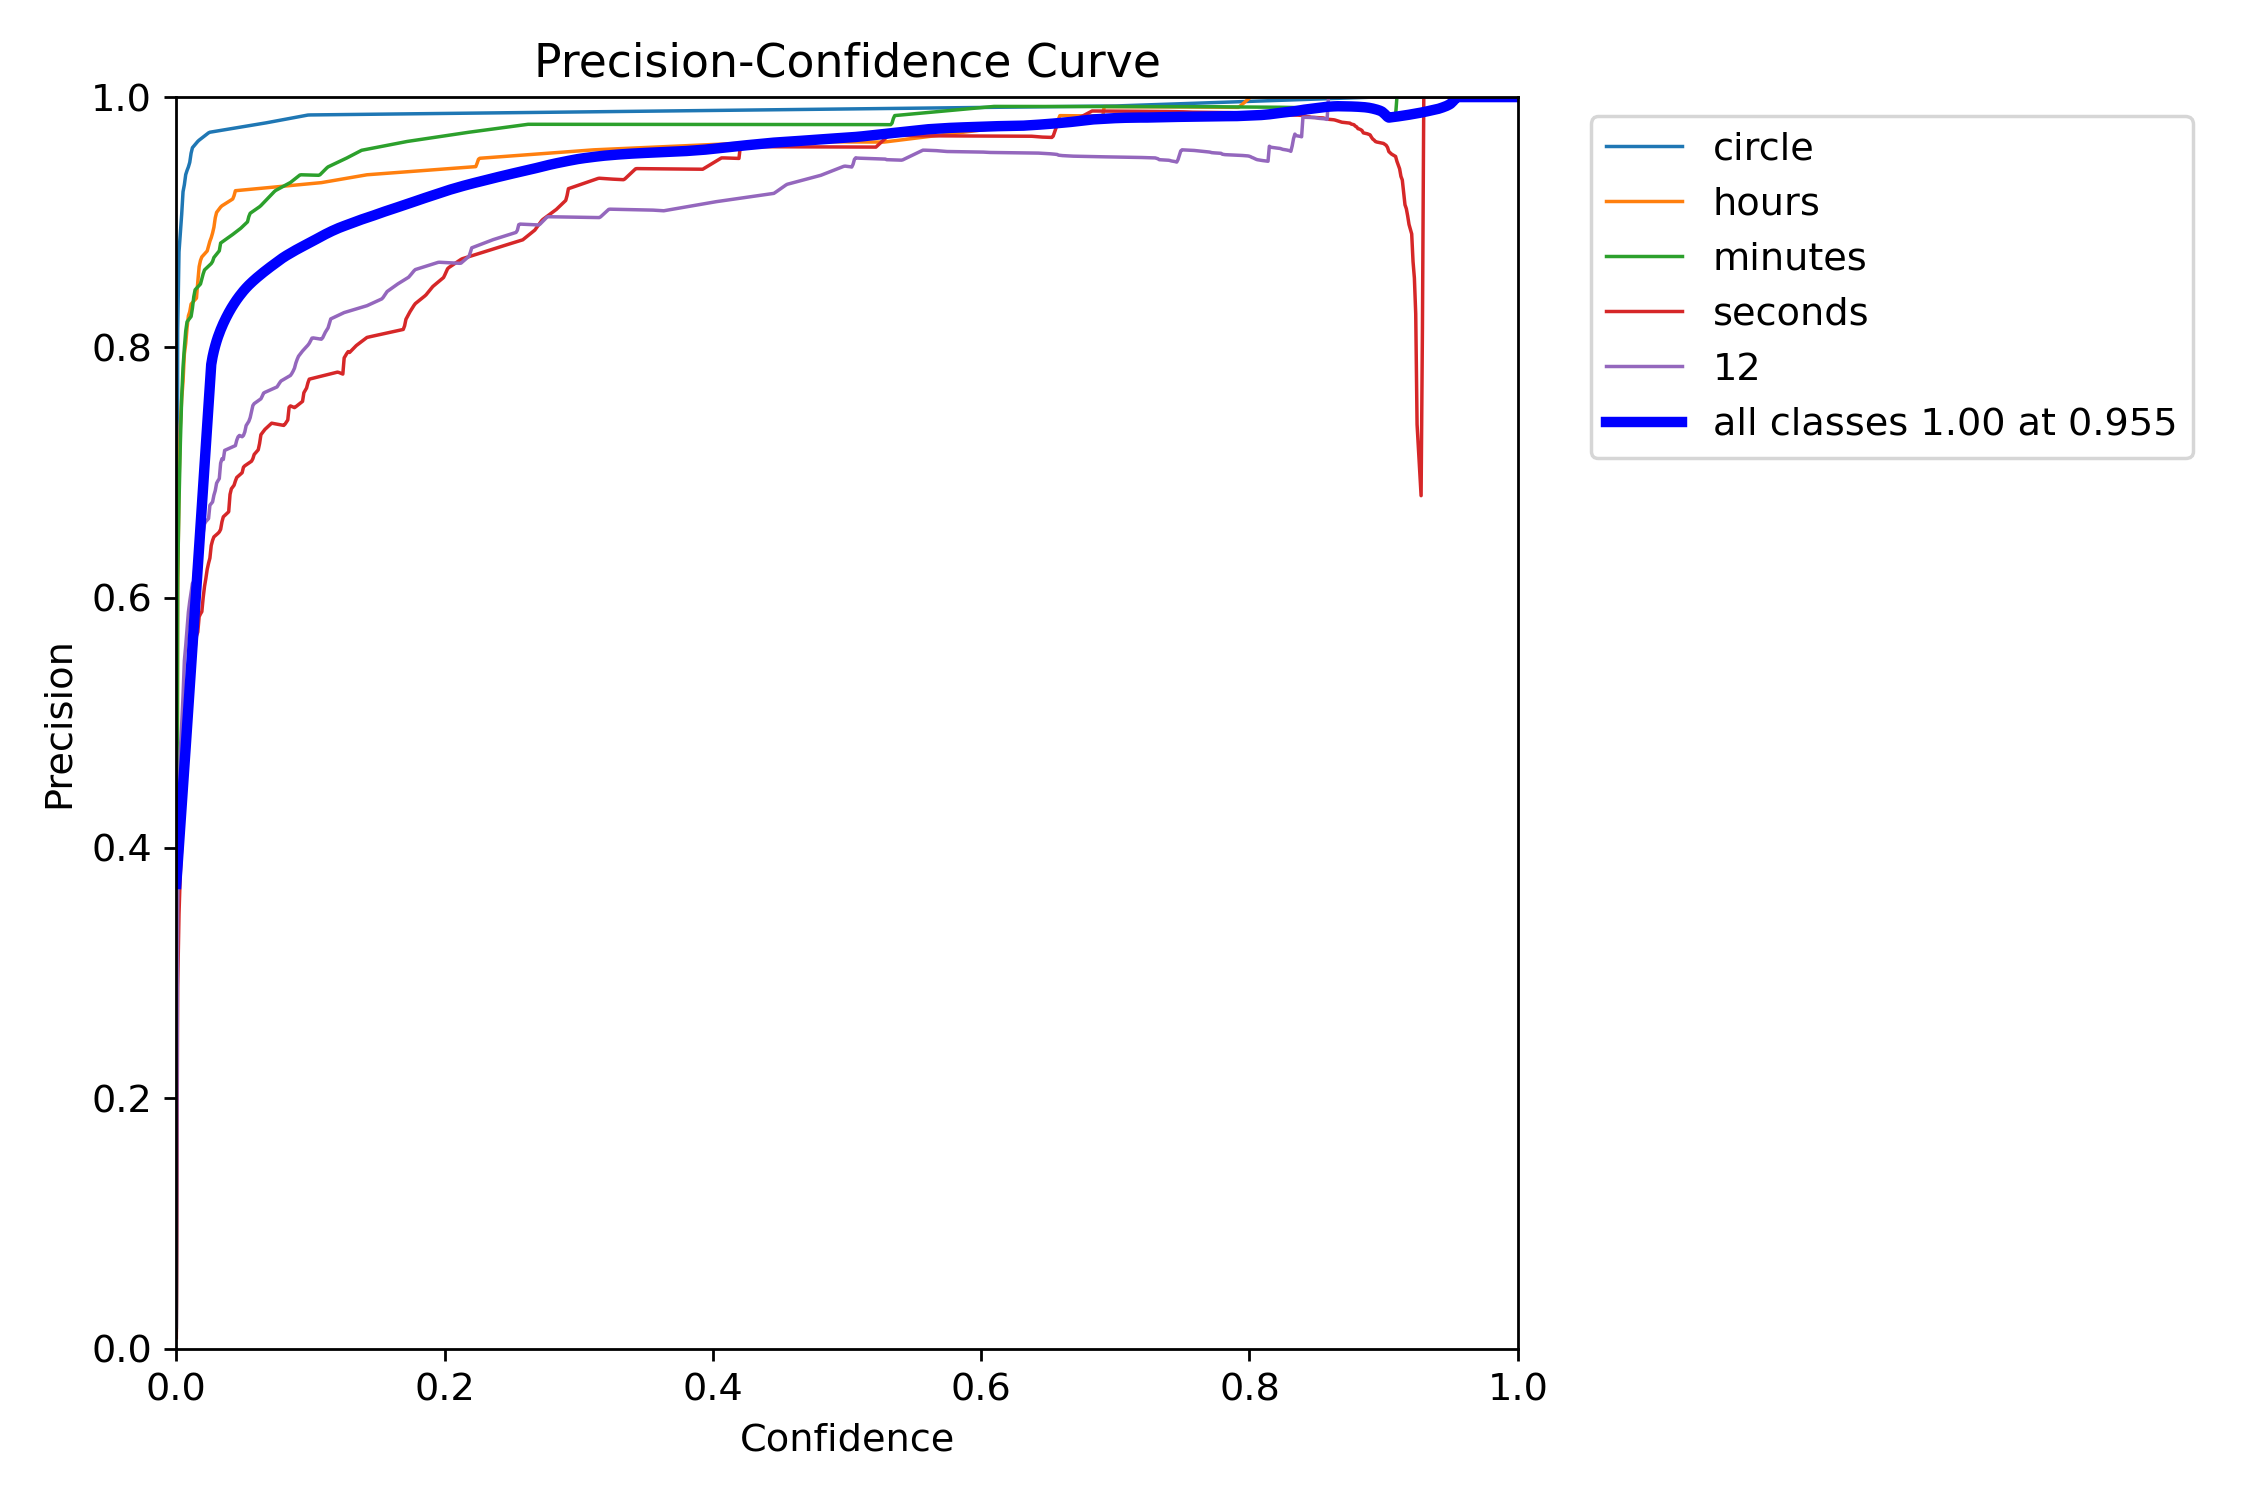 Precision-Confidence Curve
1.0
0.8
0.6
0.4
0.2
0.0
Precision
0.0 0.2 0.4 0.6 0.8 1.0
Confidence
circle
hours
minutes
seconds
12
all classes 1.00 at 0.955